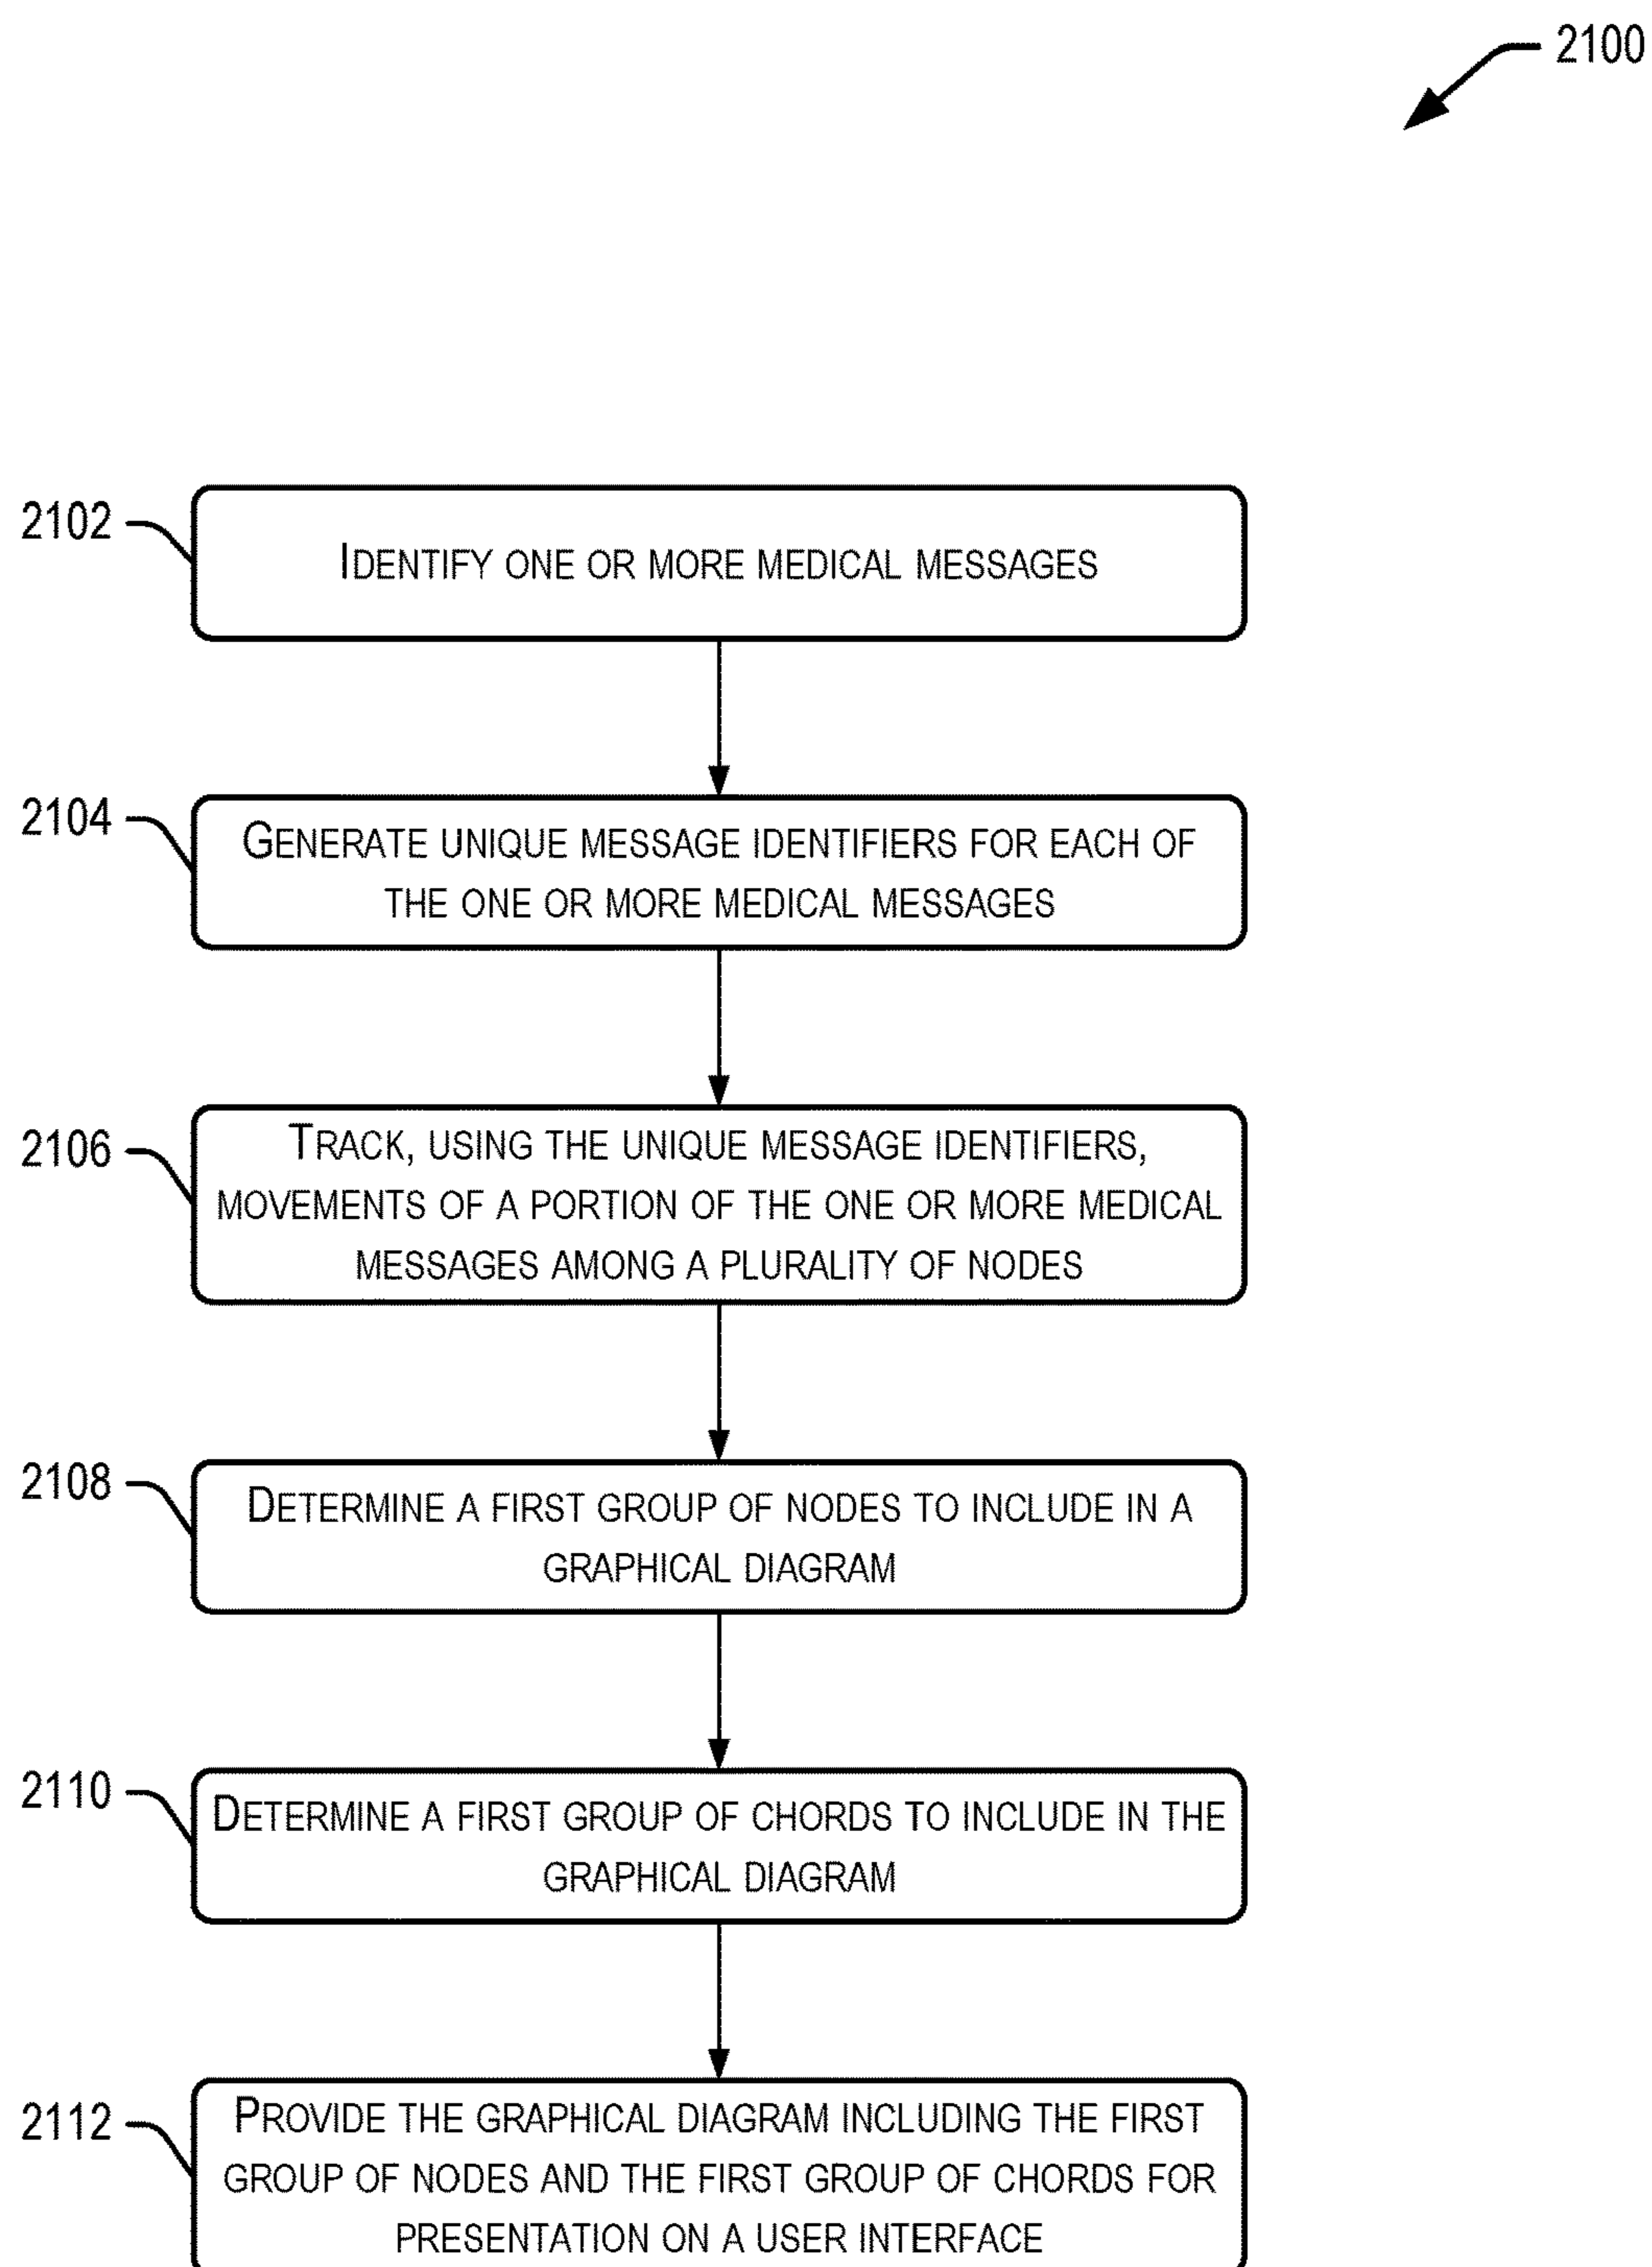 2100
2102
IDENTIFY ONE OR MORE MEDICAL MESSAGES
2104
GENERATE UNIQUE MESSAGE IDENTIFIERS FOR EACH OF
THE ONE OR MORE MEDICAL MESSAGES
2106
TRACK, USING THE UNIQUE MESSAGE IDENTIFIERS,
MOVEMENTS OF A PORTION OF THE ONE OR MORE MEDICAL
MESSAGES AMONG A PLURALITY OF NODES
2108
DETERMINE A FIRST GROUP OF NODES TO INCLUDE IN A
GRAPHICAL DIAGRAM
2110
DETERMINE A FIRST GROUP OF CHORDS TO INCLUDE IN THE
GRAPHICAL DIAGRAM
2112
PROVIDE THE GRAPHICAL DIAGRAM INCLUDING THE FIRST
GROUP OF NODES AND THE FIRST GROUP OF CHORDS FOR
PRESENTATION ON A USER INTERFACE